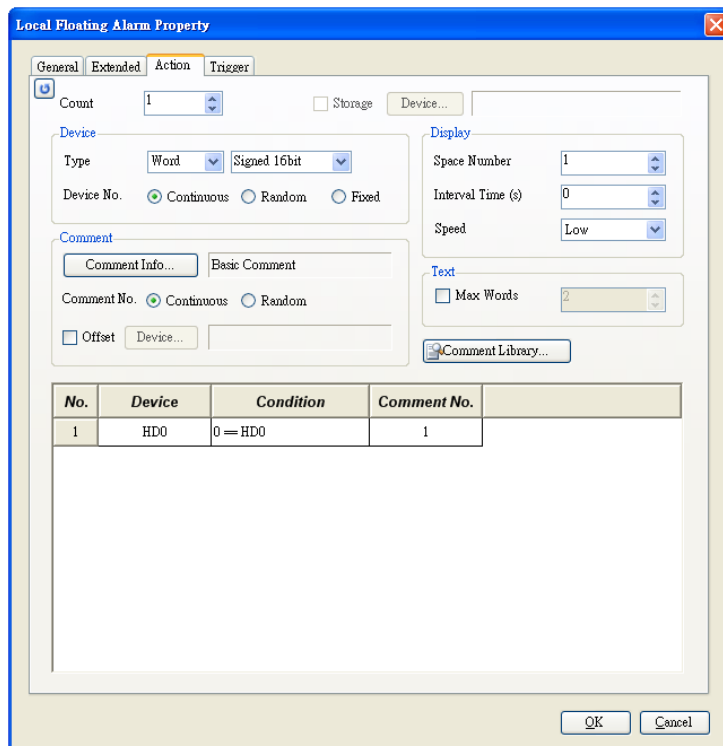 Local Floating Alarm Property
General Extended Action Trigger
Count 1 Storage Device...
Device
Type Word Signed 16bit
Device No. Continuous Random Fixed
Display
Space Number 1
Interval Time (s) 0
Speed Low
Comment
Comment Info... Basic Comment
Comment No. Continuous Random
Offset Device...
Text
Max Words 2
Comment Library...
No. Device Condition Comment No.
1 HD0 0 == HD0 1
OK Cancel